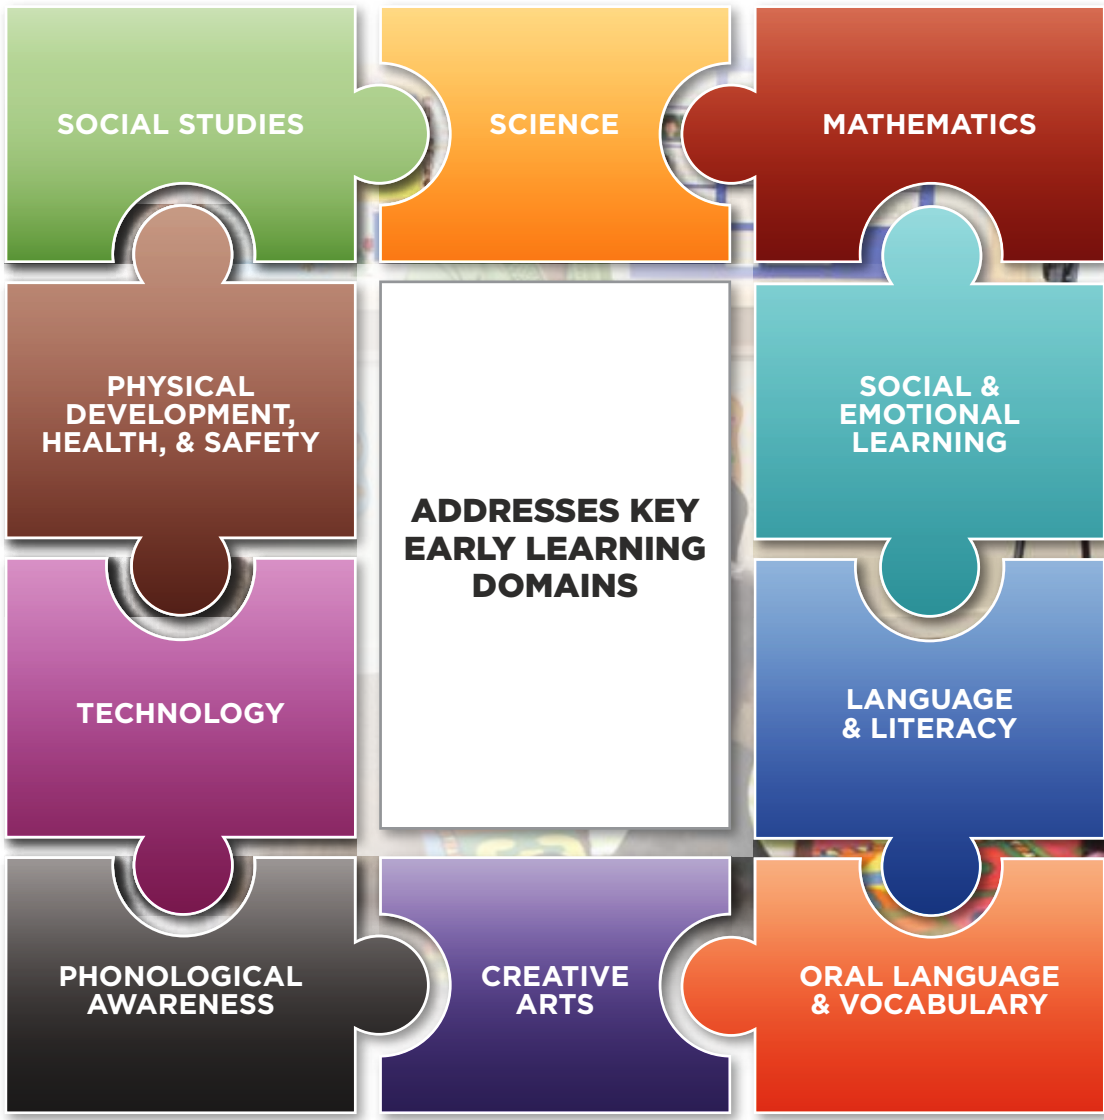 SOCIAL STUDIES
SCIENCE
MATHEMATICS
PHYSICAL
DEVELOPMENT,
HEALTH, & SAFETY
ADDRESSES KEY
EARLY LEARNING
DOMAINS
SOCIAL &
EMOTIONAL
LEARNING
TECHNOLOGY
LANGUAGE
& LITERACY
PHONOLOGICAL
AWARENESS
CREATIVE
ARTS
ORAL LANGUAGE
& VOCABULARY